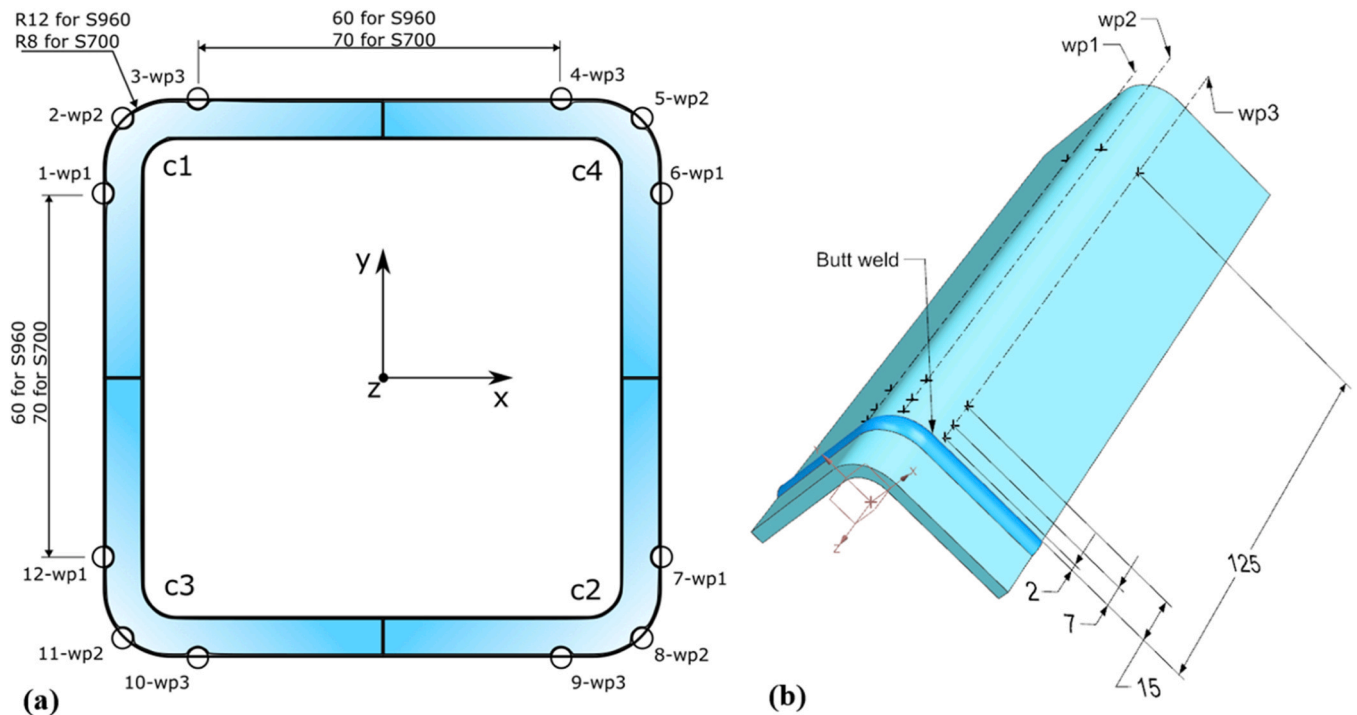 R12 for S960
R8 for S700
60 for S960
70 for S700
3-wp3
4-wp3
2-wp2
5-wp2
c1
c4
1-wp1
6-wp1
y
z
x
60 for S960
70 for S700
12-wp1
7-wp1
c3
c2
11-wp2
8-wp2
10-wp3
9-wp3
(a)
wp2
wp1
wp3
Butt weld
x
z
2
7
15
125
(b)